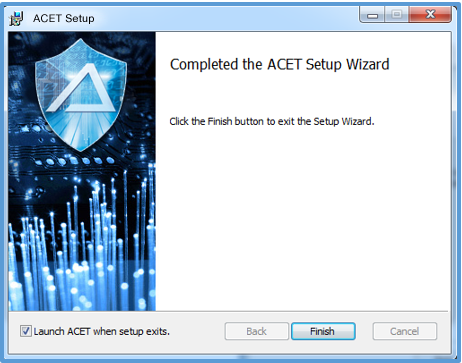 ACET Setup
Completed the ACET Setup Wizard
Click the Finish button to exit the Setup Wizard.
Launch ACET when setup exits.
Back
Finish
Cancel